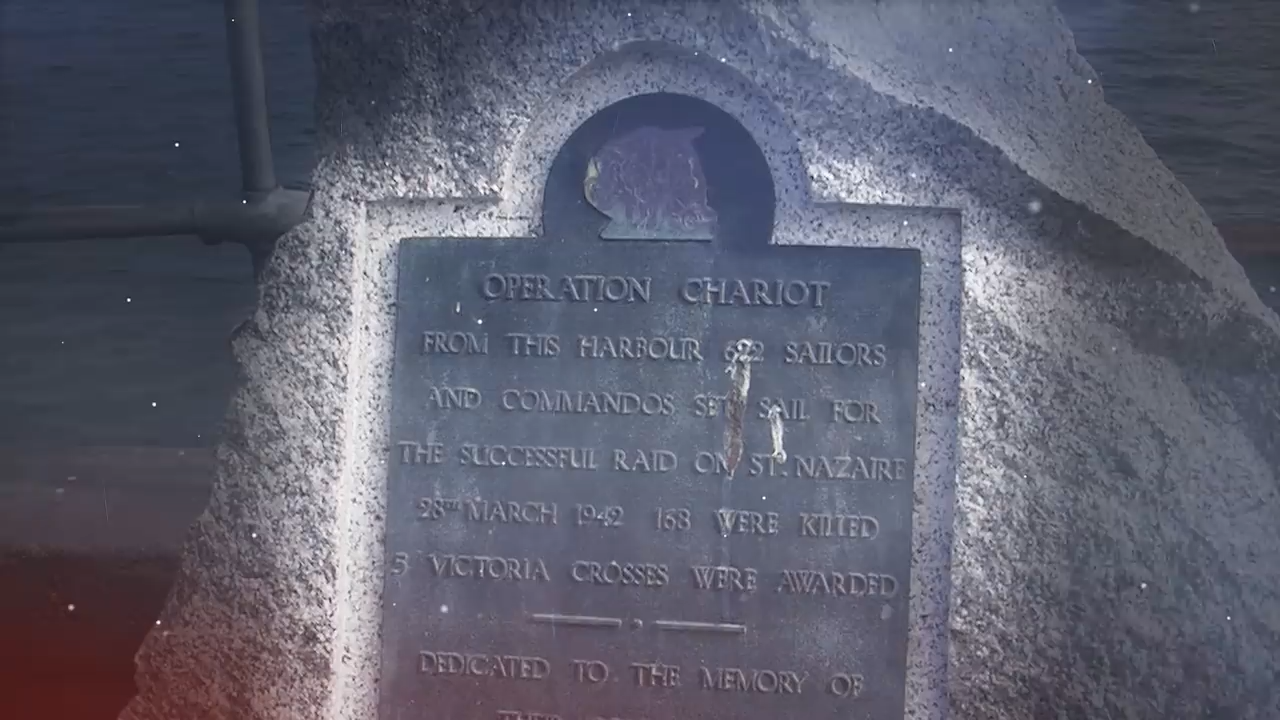 OPERATION CHARIOT
FROM THIS HARBOUR 622 SAILORS
AND COMMANDOS SET SAIL FOR
THE SUCCESSFUL RAID ON ST. NAZAIRE
28TH MARCH 1942 168 WERE KILLED
5 VICTORIA CROSSES WERE AWARDED
DEDICATED TO THE MEMORY OF